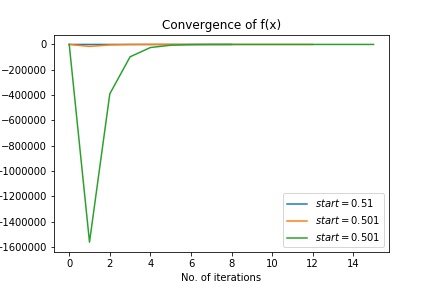 Convergence of f(x)
0
−200000
−400000
−600000
−800000
−1000000
−1200000
−1400000
−1600000
0 2 4 6 8 10 12 14
No. of iterations
start = 0.51
start = 0.501
start = 0.501